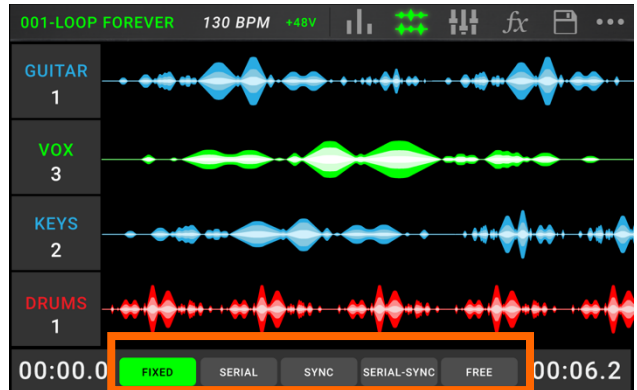 001-LOOP FOREVER 130 BPM +48V fx
GUITAR
1
VOX
3
KEYS
2
DRUMS
1
00:00.0 FIXED SERIAL SYNC SERIAL-SYNC FREE 00:06.2